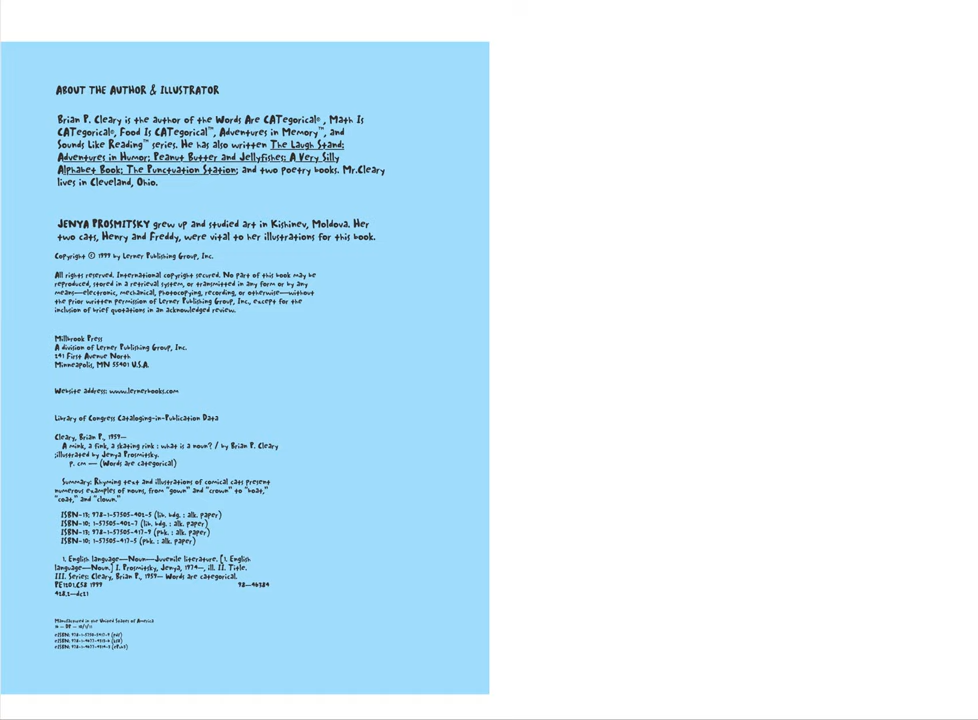 ABOUT THE AUTHOR & ILLUSTRATOR
Brian P. Cleary is the author of the Words Are CATegorical®, Math Is
CATegorical®, Food Is CATegorical™, Adventures in Memory™, and
Sounds Like Reading™ series. He has also written The Laugh Stand:
Adventures in Humor; Peanut Butter and Jellyfishes: A Very Silly
Alphabet Book; The Punctuation Station; and two poetry books. Mr.Cleary
lives in Cleveland, Ohio.
JENYA PROSMITSKY grew up and studied art in Kishinev, Moldova. Her
two cats, Henry and Freddy, were vital to her illustrations for this book.
Copyright © 1999 by Lerner Publishing Group, Inc.
All rights reserved. International copyright secured. No part of this book may be
reproduced, stored in a retrieval system, or transmitted in any form or by any
means—electronic, mechanical, photocopying, recording, or otherwise—without
the prior written permission of Lerner Publishing Group, Inc., except for the
inclusion of brief quotations in an acknowledged review.
Millbrook Press
A division of Lerner Publishing Group, Inc.
241 First Avenue North
Minneapolis, MN 55401 U.S.A.
Website address: www.lernerbooks.com
Library of Congress Cataloging-in-Publication Data
Cleary, Brian P., 1959—
A mink, a fink, a skating rink : what is a noun? / by Brian P. Cleary
;illustrated by Jenya Prosmitsky.
p. cm — (Words are categorical)
Summary: Rhyming text and illustrations of comical cats present
numerous examples of nouns, from "gown" and "crown" to "boat,"
"coat," and "clown."
ISBN-13: 978-1-57505-402-5 (lib. bdg. : alk. paper)
ISBN-10: 1-57505-402-7 (lib. bdg. : alk. paper)
ISBN-13: 978-1-57505-417-9 (pbk. : alk. paper)
ISBN-10: 1-57505-417-5 (pbk. : alk. paper)
1. English language—Noun—Juvenile literature. [1. English
language—Noun.] I. Prosmitsky, Jenya, 1974—, ill. II. Title.
III. Series: Cleary, Brian P., 1959— Words are categorical.
PE1201.C58 1999 98—46384
428.2—dc21
Manufactured in the United States of America
eISBN: (pdf)
eISBN:
eISBN: (ePub)